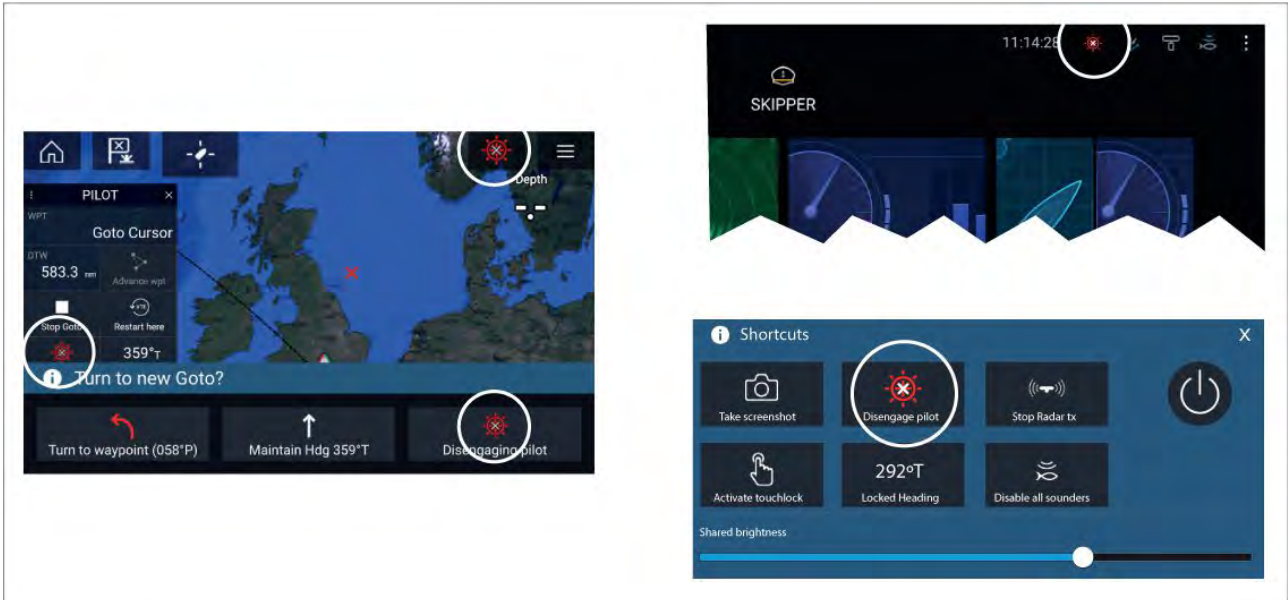 Depth
--.-
PILOT
WPT
Goto Cursor
DTW
583.3 nm
Advance wpt
Stop Goto
XTE
Restart here
359°T
Turn to new Goto?
Turn to waypoint (058°P)
Maintain Hdg 359°T
Disengaging pilot
11:14:28
SKIPPER
Shortcuts
X
Take screenshot
Disengage pilot
Stop Radar tx
Activate touchlock
292°T
Locked Heading
Disable all sounders
Shared brightness